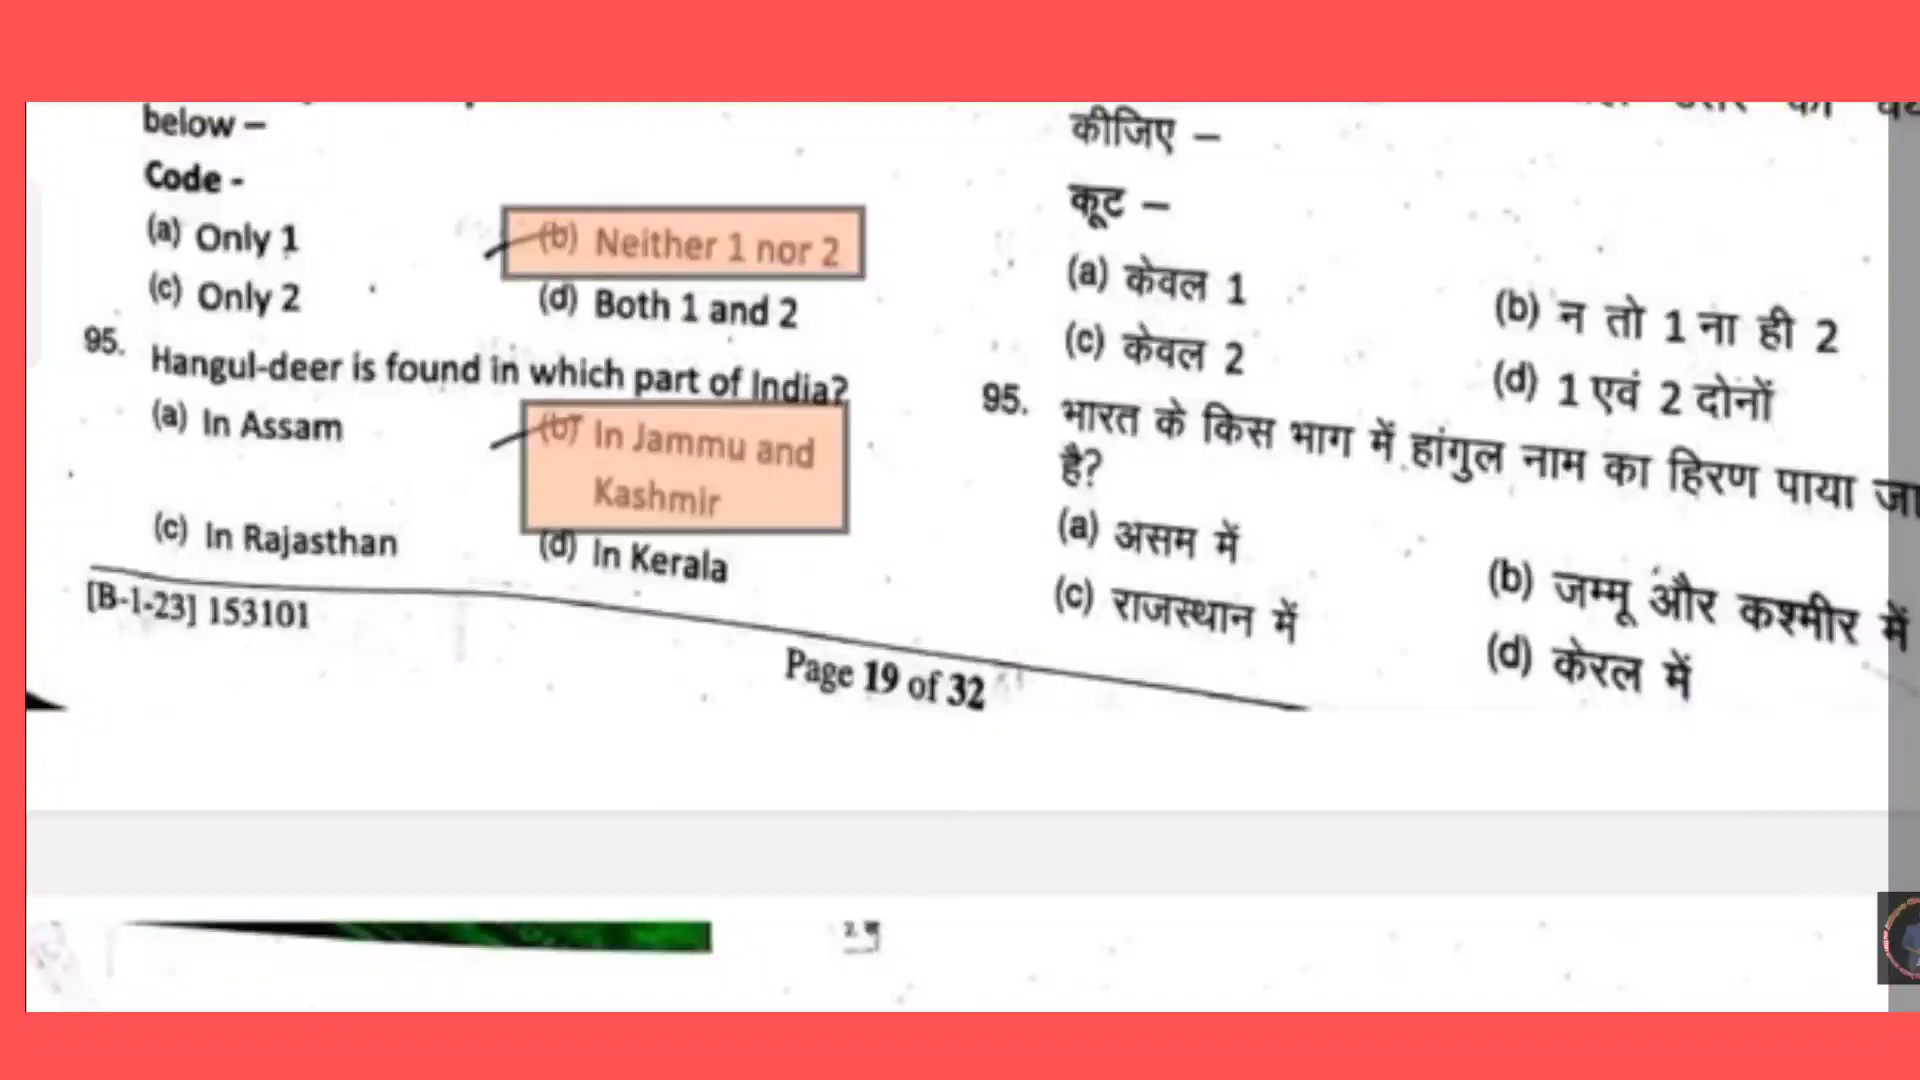 below –
Code -
(a) Only 1 (b) Neither 1 nor 2
(c) Only 2 (d) Both 1 and 2
95. Hangul-deer is found in which part of India?
(a) In Assam (b) In Jammu and
Kashmir
(c) In Rajasthan (d) In Kerala
[B-1-23] 153101
Page 19 of 32
कीजिए –
कूट –
(a) केवल 1 (b) न तो 1 ना ही 2
(c) केवल 2 (d) 1 एवं 2 दोनों
95. भारत के किस भाग में हांगुल नाम का हिरण पाया
है?
(a) असम में (b) जम्मू और कश्मीर में
(c) राजस्थान में (d) केरल में